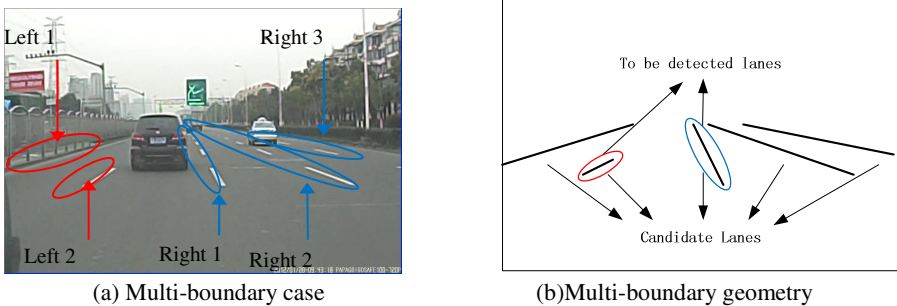 Left 1
Right 3
Left 2
Right 1
Right 2
(a) Multi-boundary case
To be detected lanes
Candidate Lanes
(b)Multi-boundary geometry